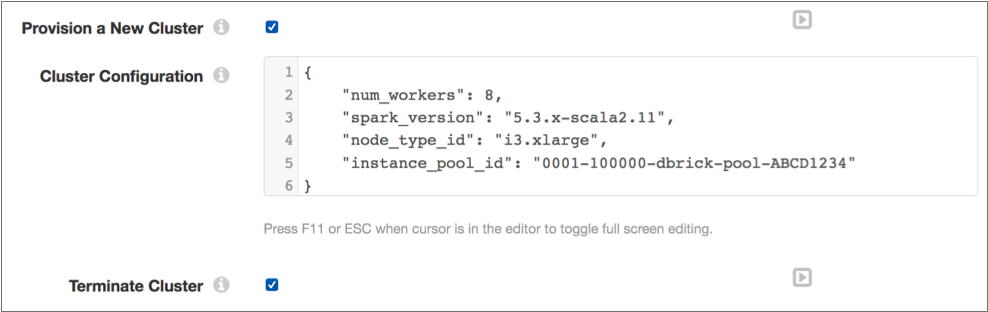 Provision a New Cluster
Cluster Configuration
1 {
2     "num_workers": 8,
3     "spark_version": "5.3.x-scala2.11",
4     "node_type_id": "i3.xlarge",
5     "instance_pool_id": "0001-100000-dbrick-pool-ABCD1234"
6 }
Press F11 or ESC when cursor is in the editor to toggle full screen editing.
Terminate Cluster